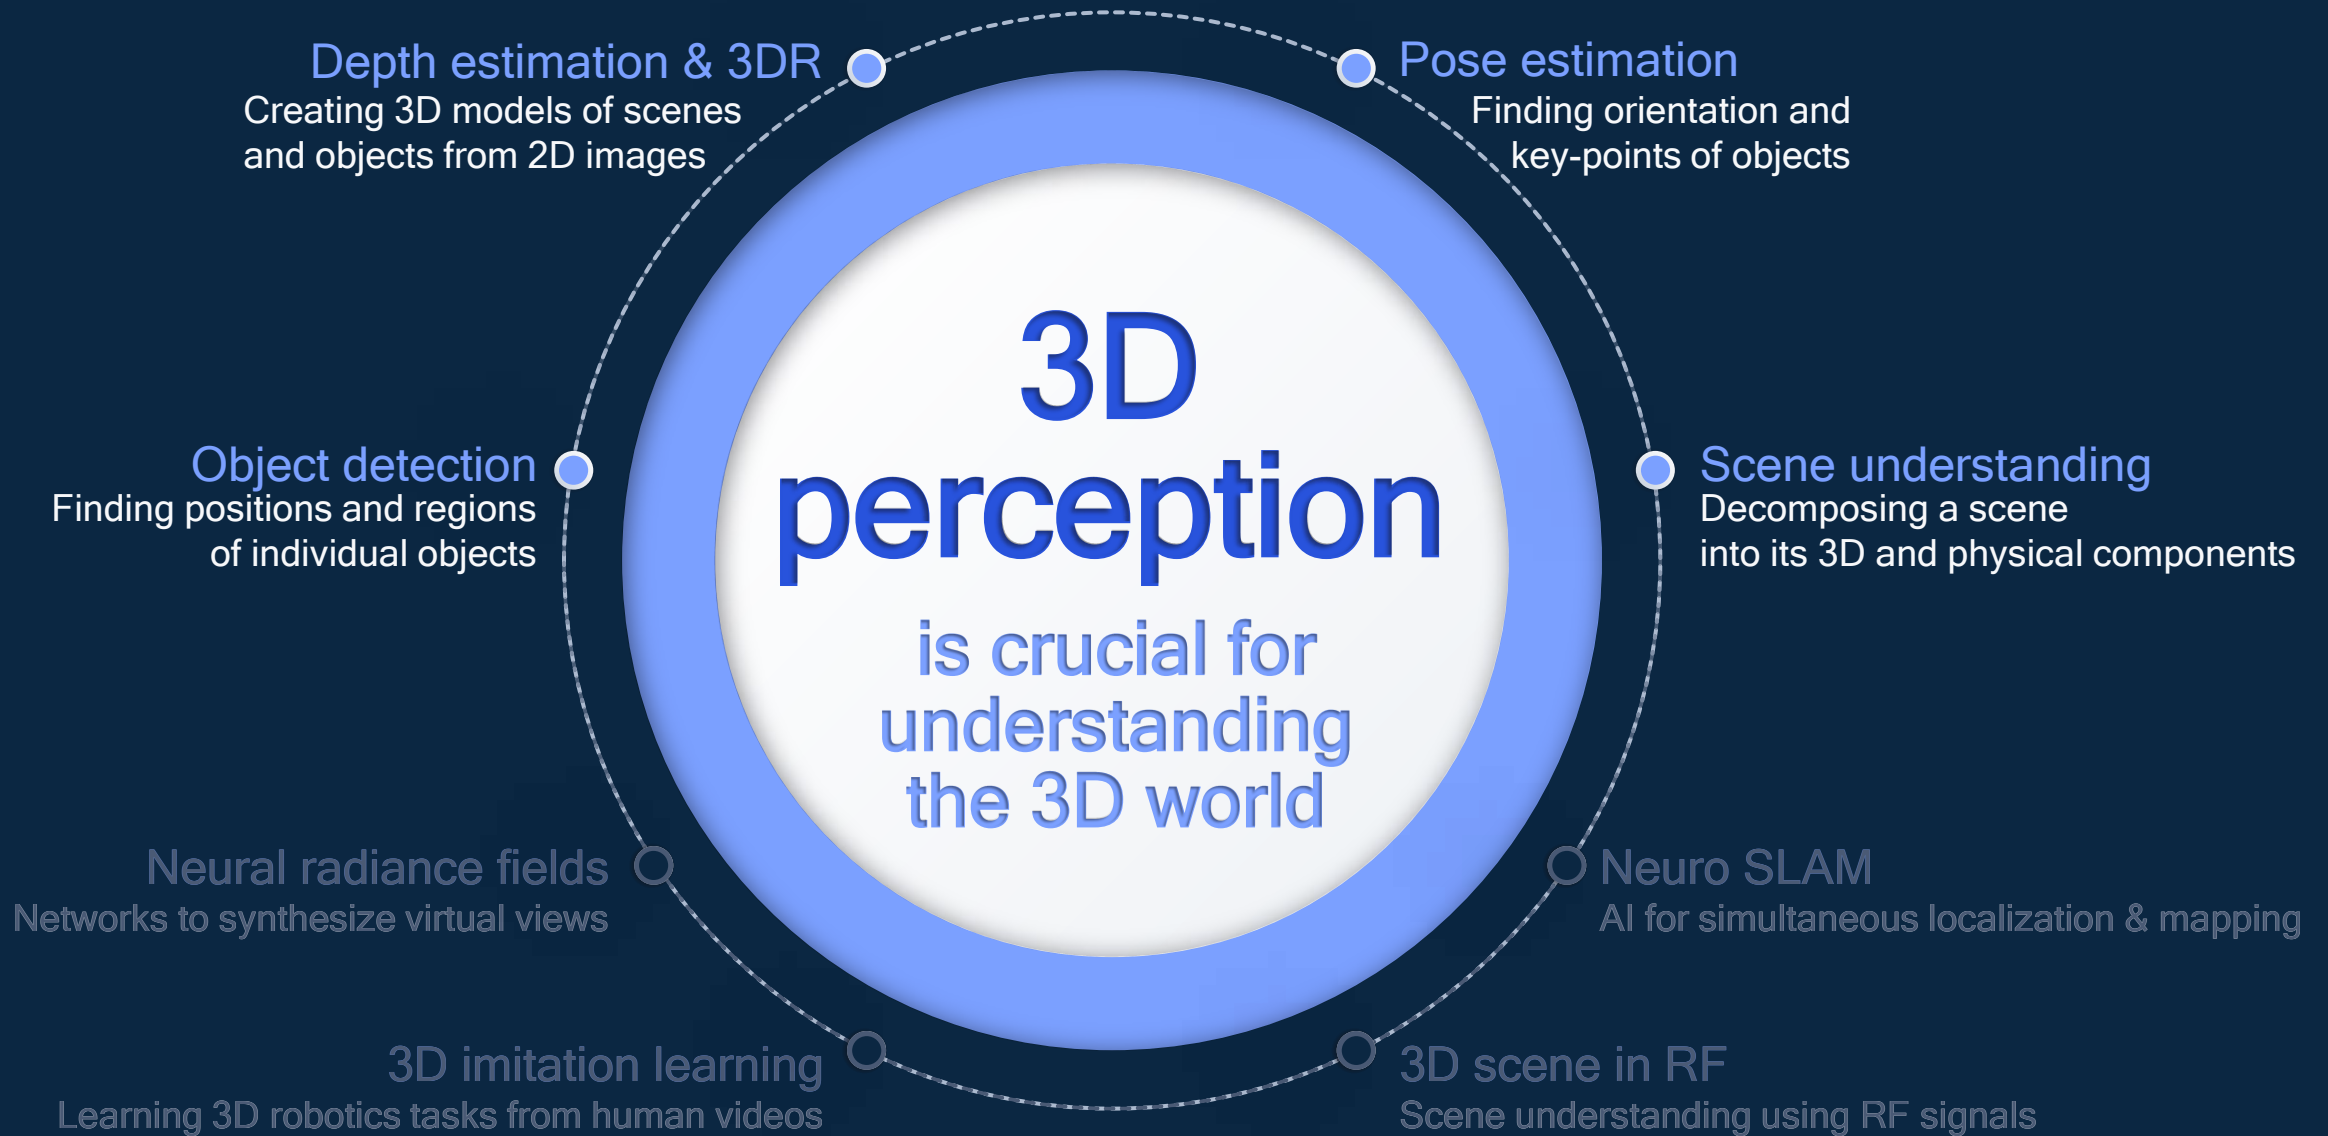 Depth estimation & 3DR
Creating 3D models of scenes
and objects from 2D images
Pose estimation
Finding orientation and
key-points of objects
Object detection
Finding positions and regions
of individual objects
3D
perception
is crucial for
understanding
the 3D world
Scene understanding
Decomposing a scene
into its 3D and physical components
Neural radiance fields
Networks to synthesize virtual views
Neuro SLAM
AI for simultaneous localization & mapping
3D imitation learning
Learning 3D robotics tasks from human videos
3D scene in RF
Scene understanding using RF signals